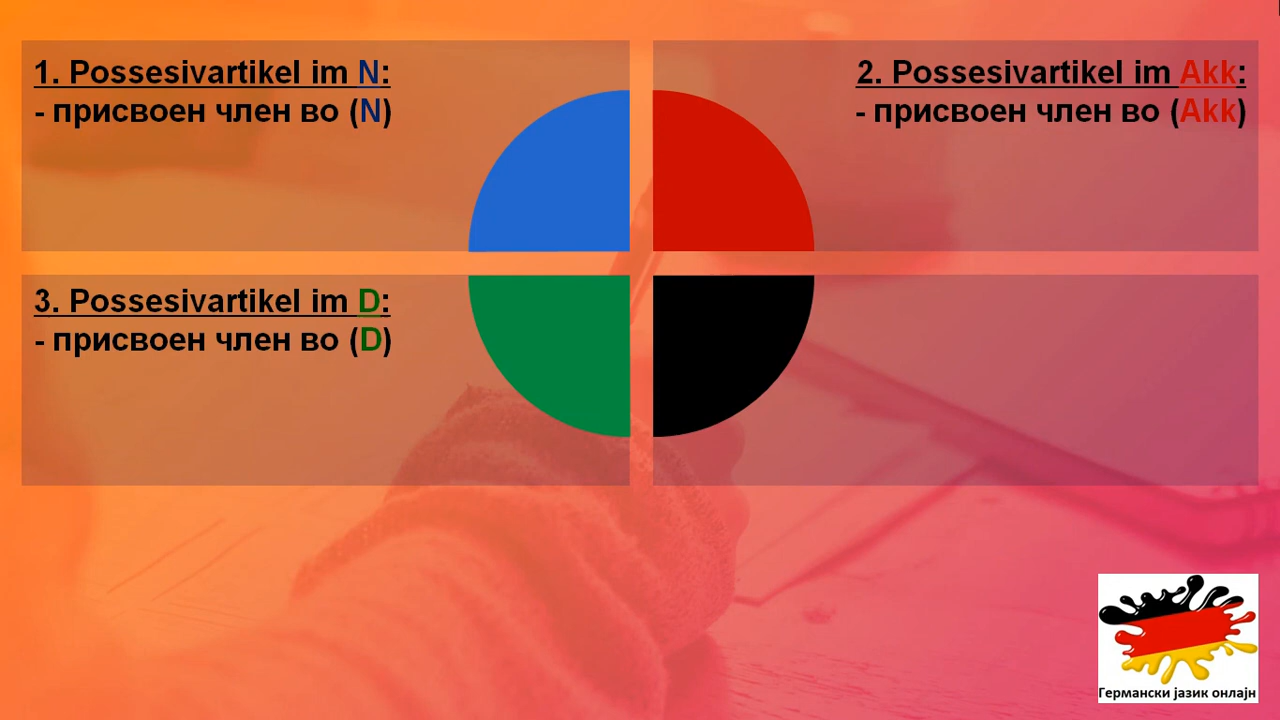 1. Possesivartikel im N:
- присвоен член во (N)
2. Possesivartikel im Akk:
- присвоен член во (Akk)
3. Possesivartikel im D:
- присвоен член во (D)
Германски јазик онлајн